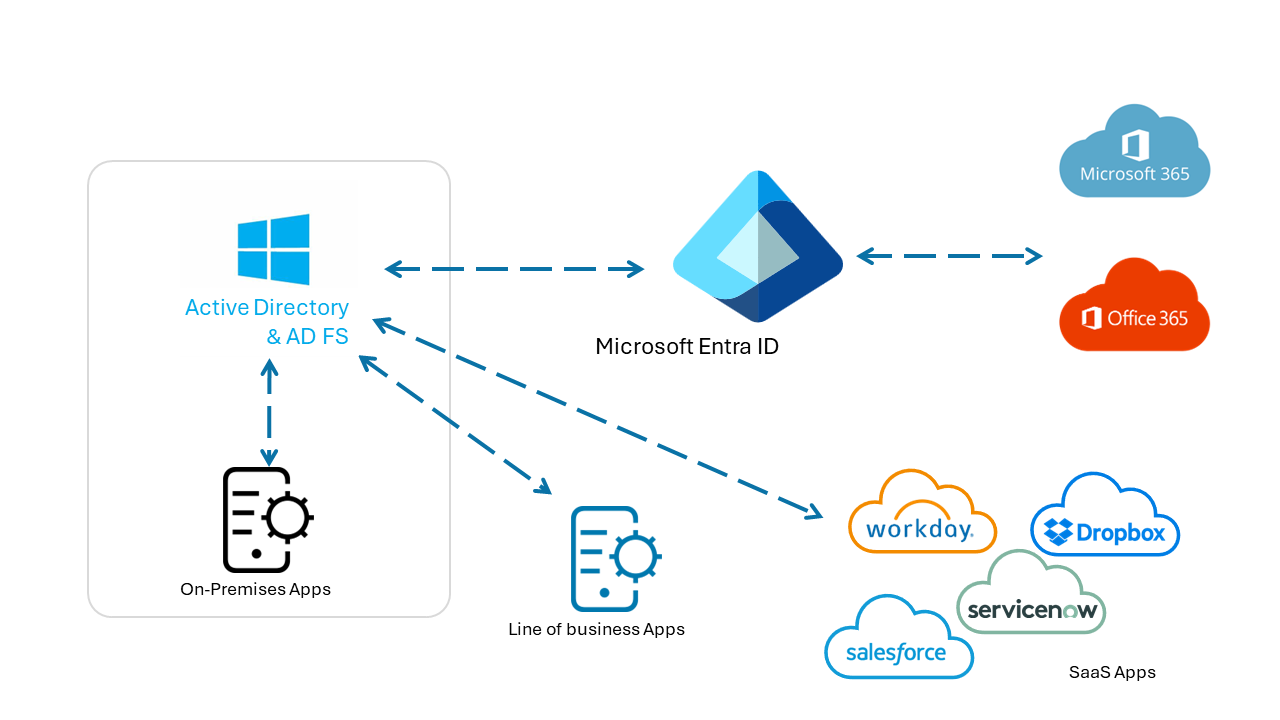 Microsoft 365
Active Directory
& AD FS
Office 365
Microsoft Entra ID
workday.
Dropbox
On-Premises Apps
servicenow
Line of business Apps
salesforce
SaaS Apps